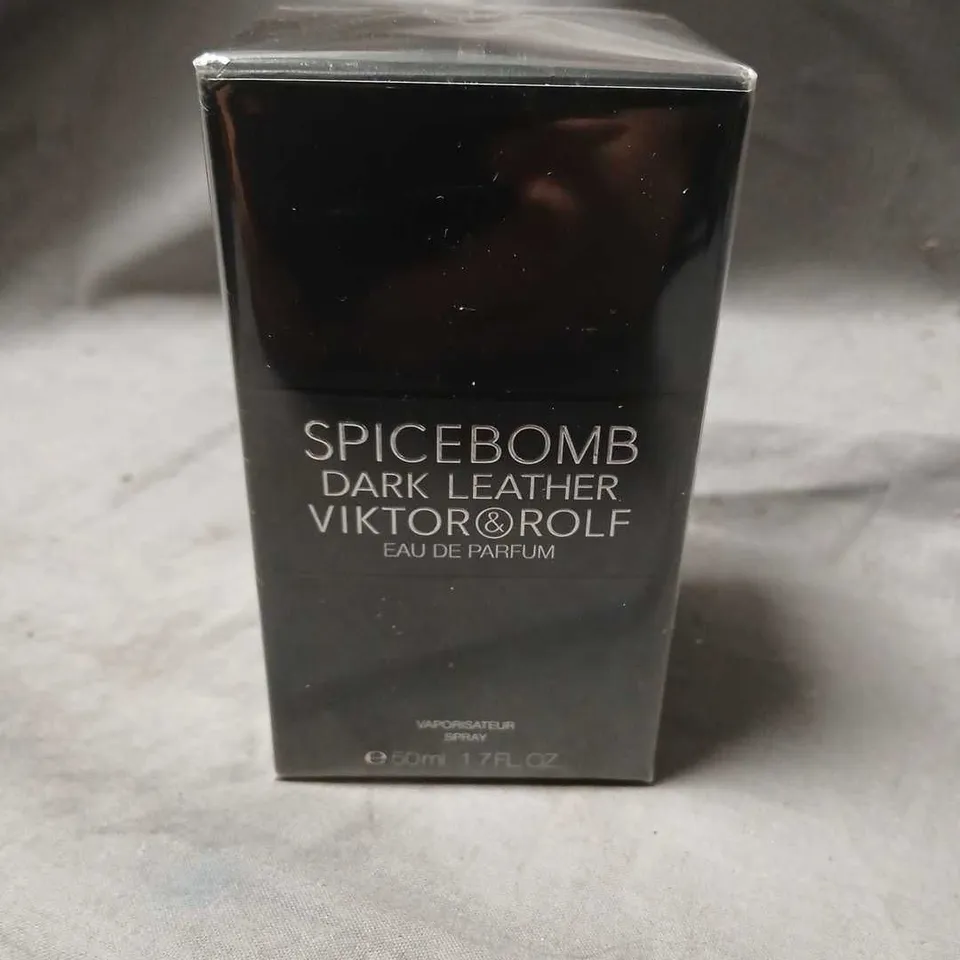 SPICEBOMB
DARK LEATHER
VIKTOR&ROLF
EAU DE PARFUM
VAPORISATEUR
SPRAY
℮ 50ml 1.7FL OZ